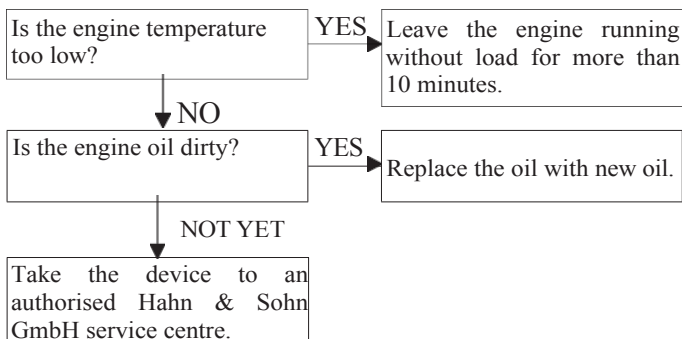 Is the engine temperature
too low?
YES
Leave the engine running
without load for more than
10 minutes.
NO
Is the engine oil dirty?
YES
Replace the oil with new oil.
NOT YET
Take the device to an
authorised Hahn & Sohn
GmbH service centre.